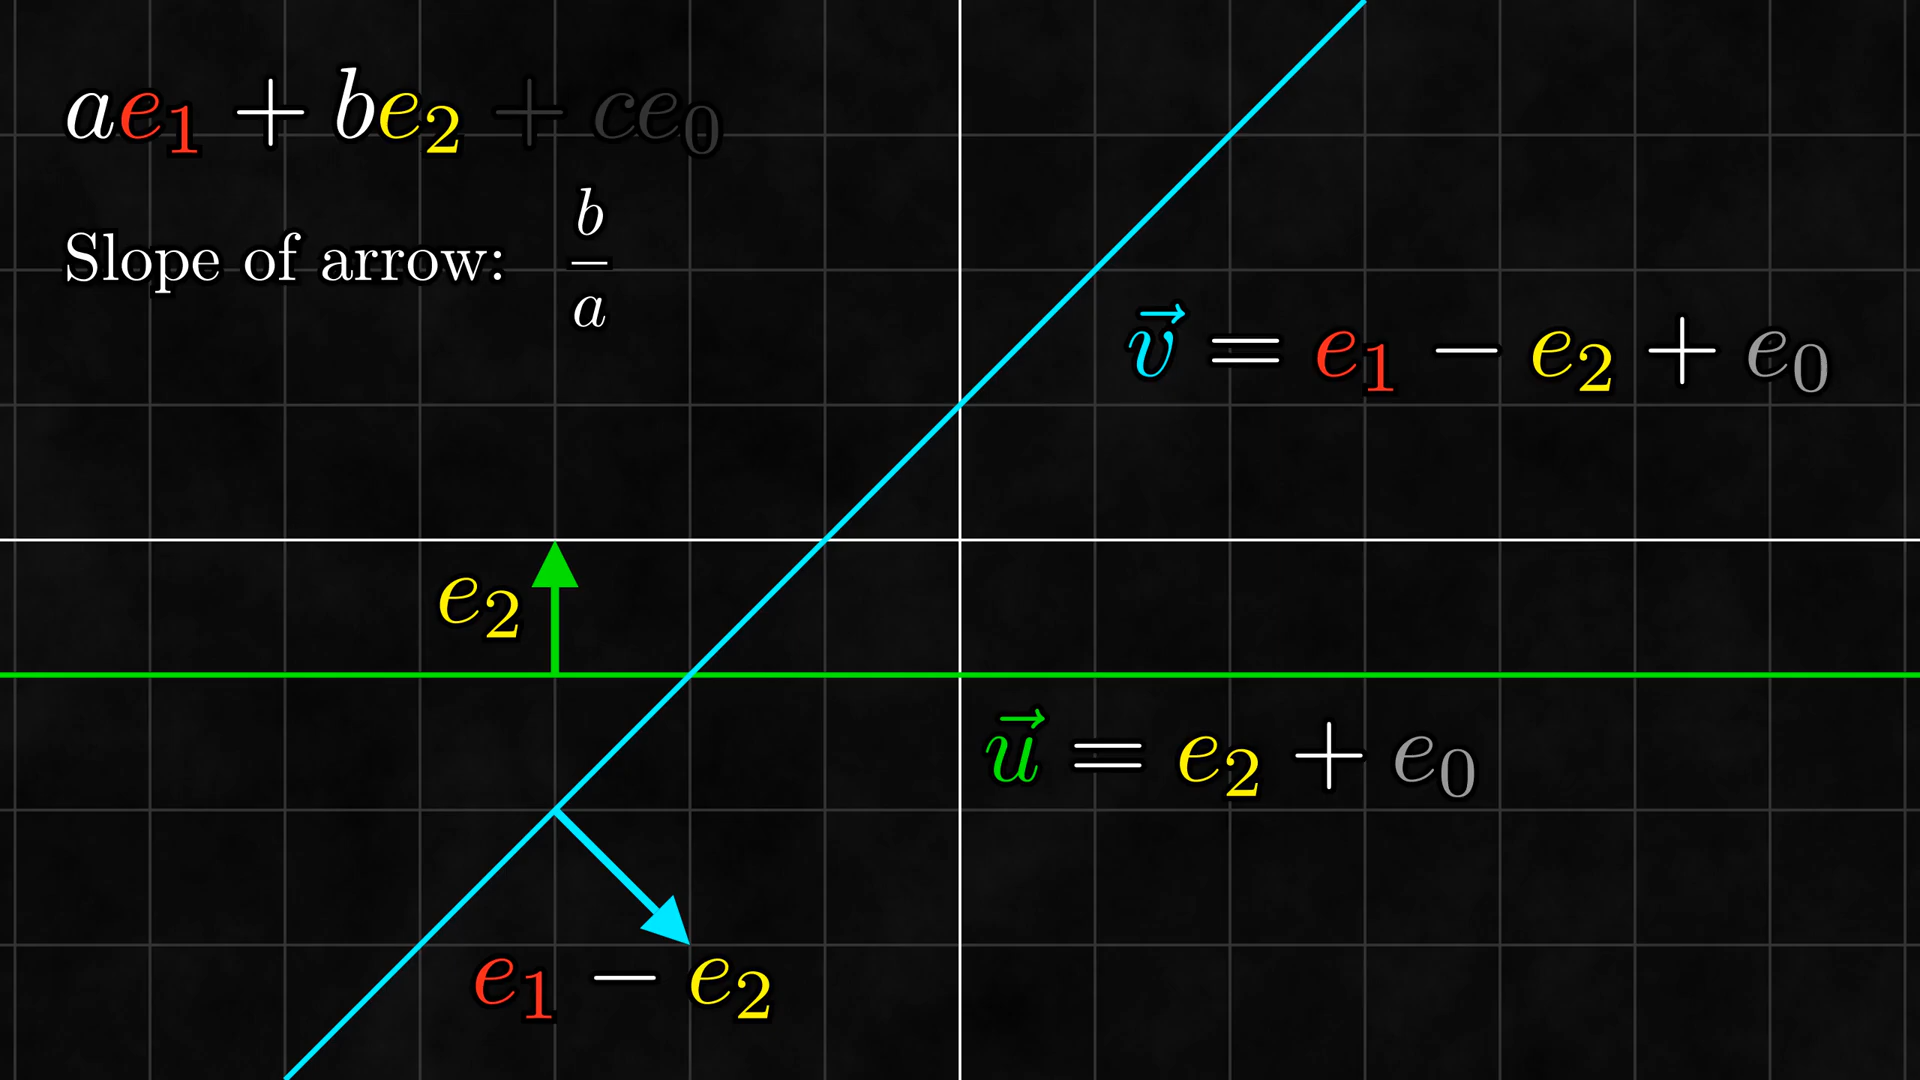 ae₁ + be₂ + ce₀
Slope of arrow: b/a
v⃗ = e₁ − e₂ + e₀
e₂
u⃗ = e₂ + e₀
e₁ − e₂